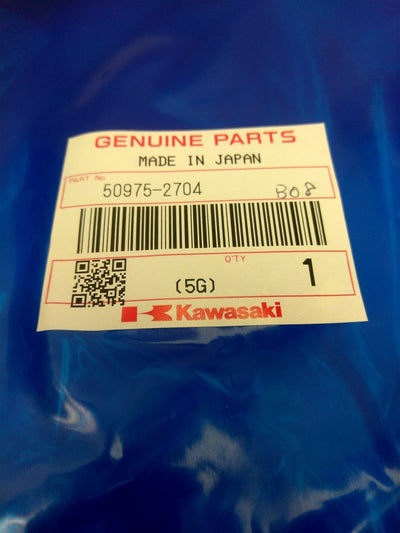 GENUINE PARTS
MADE IN JAPAN
PART No.
50975-2704 B08
Q'TY
(5G) 1
Kawasaki